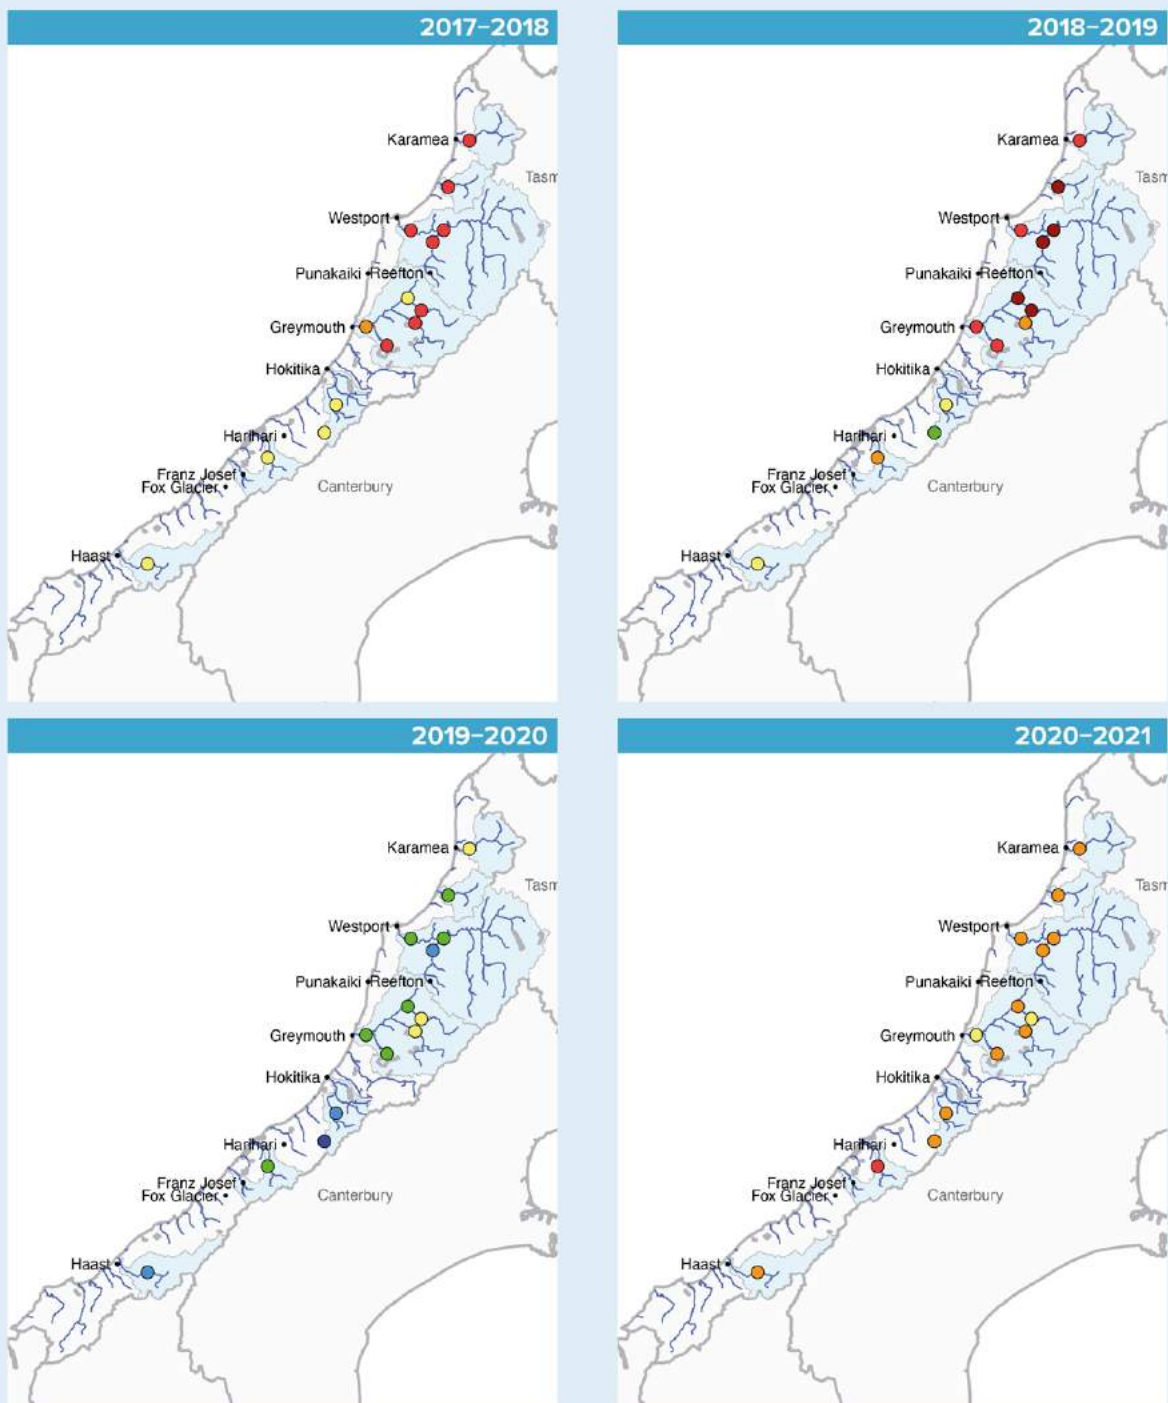 2017–2018
Karamea
Tasm
Westport
Punakaiki Reefton
Greymouth
Hokitika
Harihari
Franz Josef
Fox Glacier
Canterbury
Haast
2018–2019
Karamea
Tasm
Westport
Punakaiki Reefton
Greymouth
Hokitika
Harihari
Franz Josef
Fox Glacier
Canterbury
Haast
2019–2020
Karamea
Tasm
Westport
Punakaiki Reefton
Greymouth
Hokitika
Harihari
Franz Josef
Fox Glacier
Canterbury
Haast
2020–2021
Karamea
Tasm
Westport
Punakaiki Reefton
Greymouth
Hokitika
Harihari
Franz Josef
Fox Glacier
Canterbury
Haast